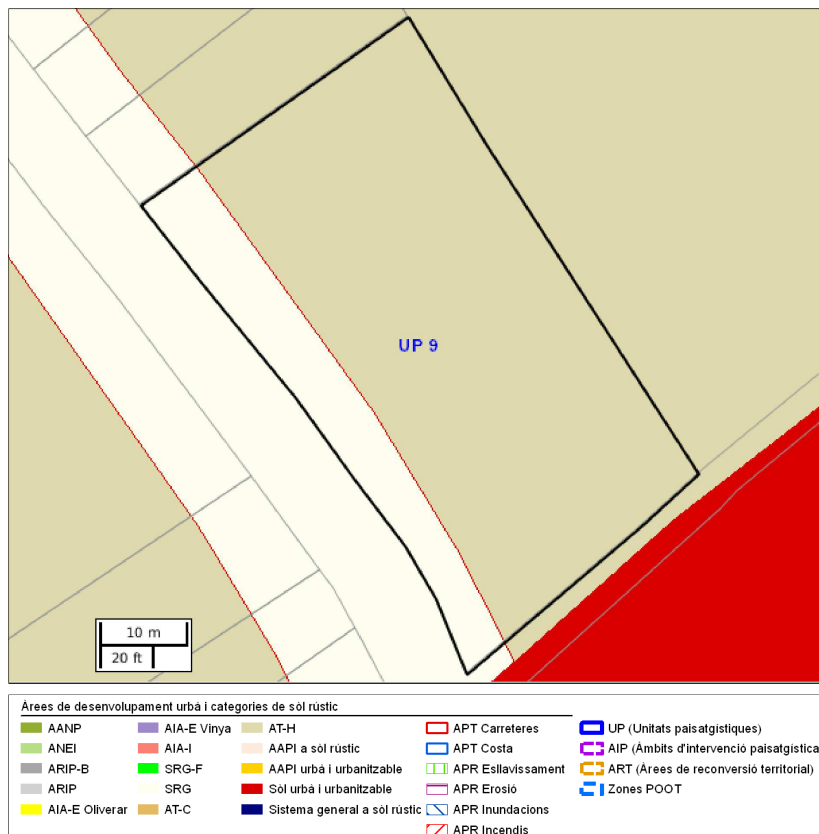 UP 9
10 m
20 ft
Àrees de desenvolupament urbà i categories de sòl rústic
AANP
ANEI
ARIP-B
ARIP
AIA-E Oliverar
AIA-E Vinya
AIA-I
SRG-F
SRG
AT-C
AT-H
AAPI a sòl rústic
AAPI urbà i urbanitzable
Sòl urbà i urbanitzable
Sistema general a sòl rústic
APT Carreteres
APT Costa
APR Esllavissament
APR Erosió
APR Inundacions
APR Incendis
UP (Unitats paisatgístiques)
AIP (Àmbits d'intervenció paisatgística
ART (Àrees de reconversió territorial)
Zones POOT